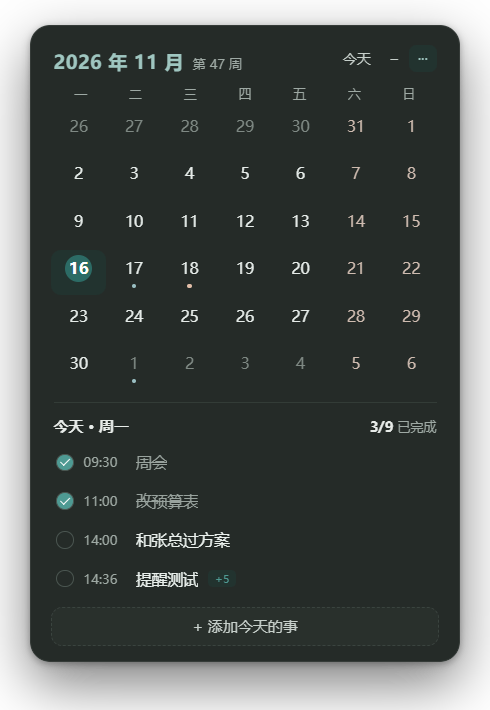 2026 年 11 月 第 47 周 今天 – ···
一 二 三 四 五 六 日
26 27 28 29 30 31 1
2 3 4 5 6 7 8
9 10 11 12 13 14 15
16 17 18 19 20 21 22
23 24 25 26 27 28 29
30 1 2 3 4 5 6
今天 • 周一 3/9 已完成
09:30 周会
11:00 改预算表
14:00 和张总过方案
14:36 提醒测试 +5
+ 添加今天的事